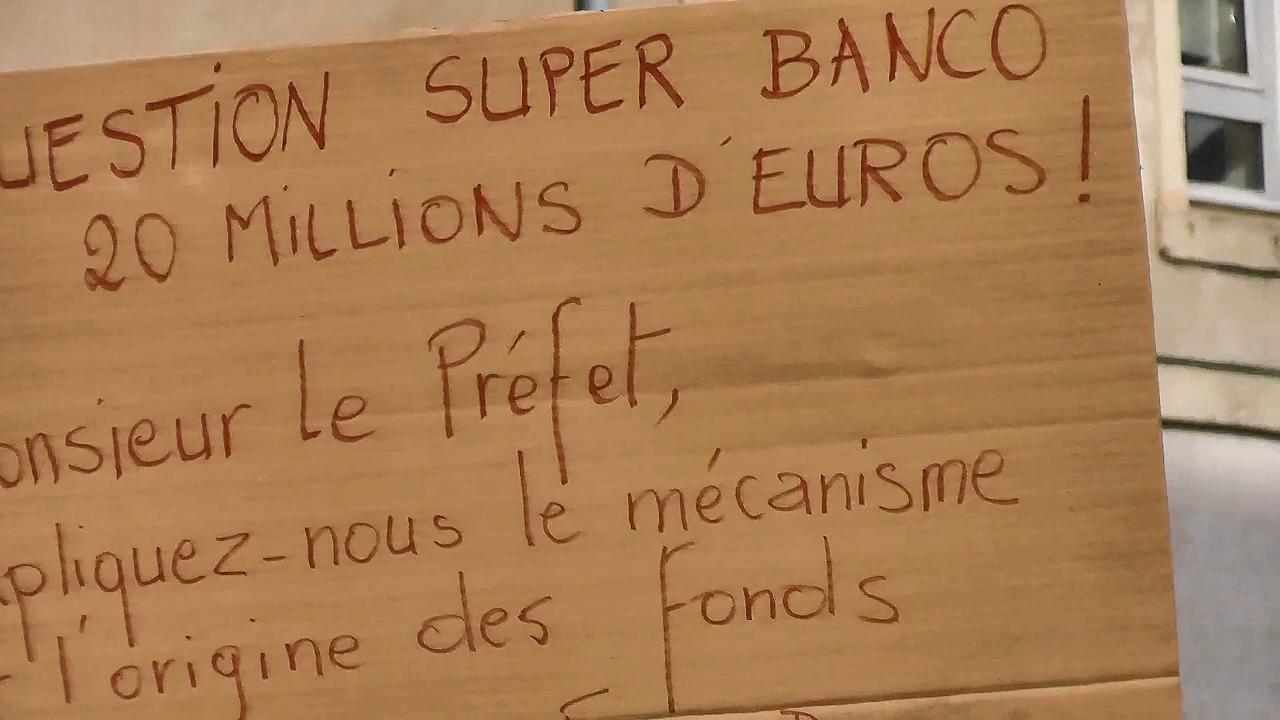 UESTION SUPER BANCO
20 MILLIONS D'EUROS!
onsieur le Préfet,
pliquez-nous le mécanisme
l'origine des fonds